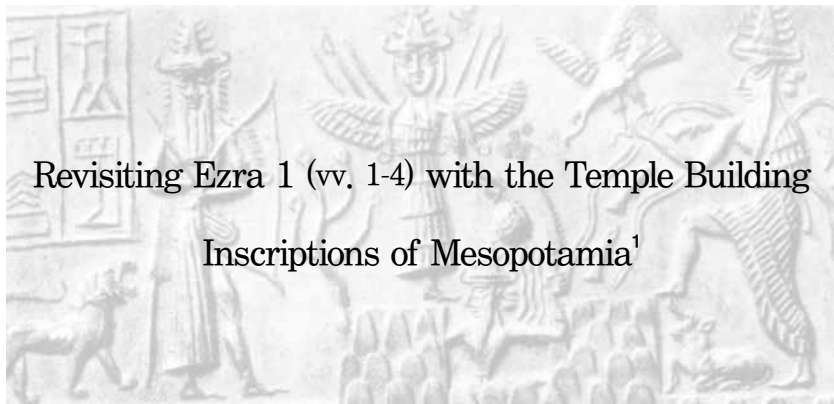 Revisiting Ezra 1 (vv. 1-4) with the Temple Building
Inscriptions of Mesopotamia¹